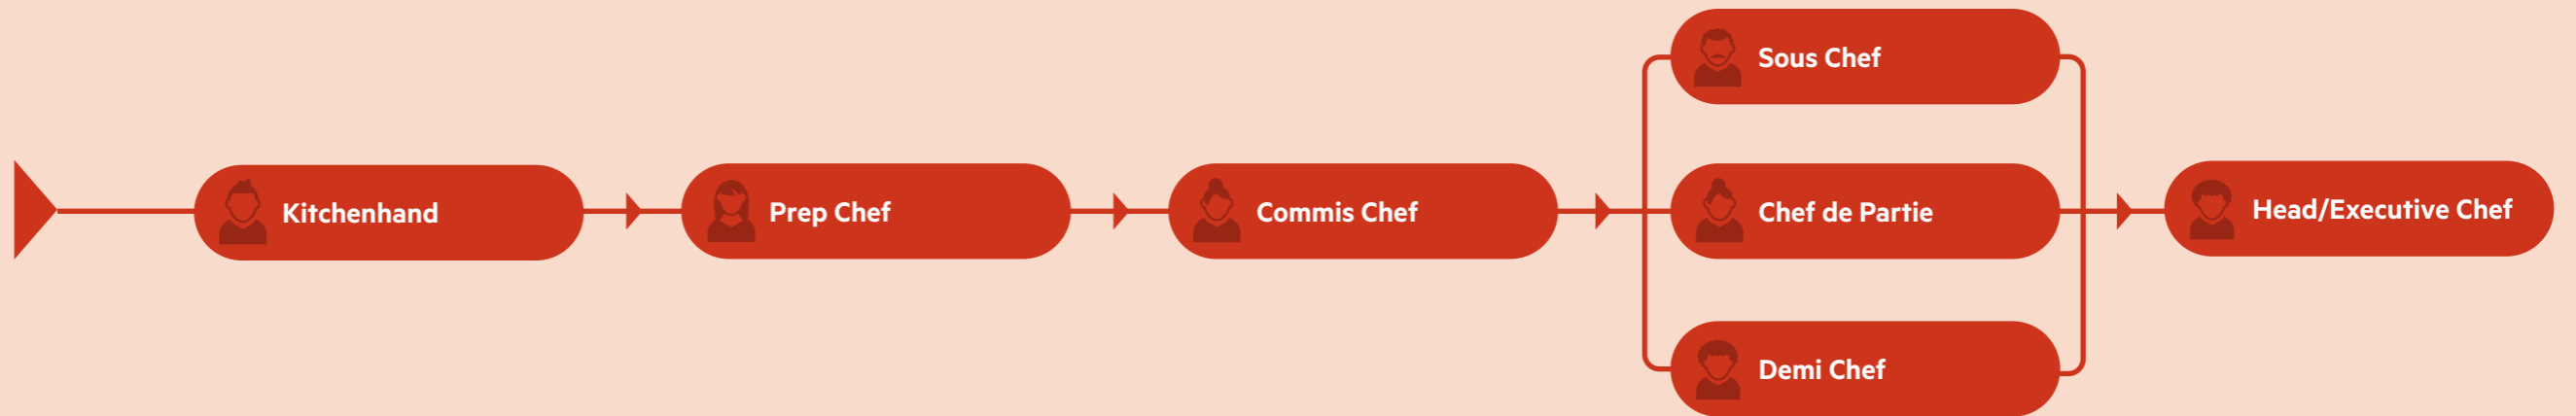 Kitchenhand
Prep Chef
Commis Chef
Sous Chef
Chef de Partie
Demi Chef
Head/Executive Chef